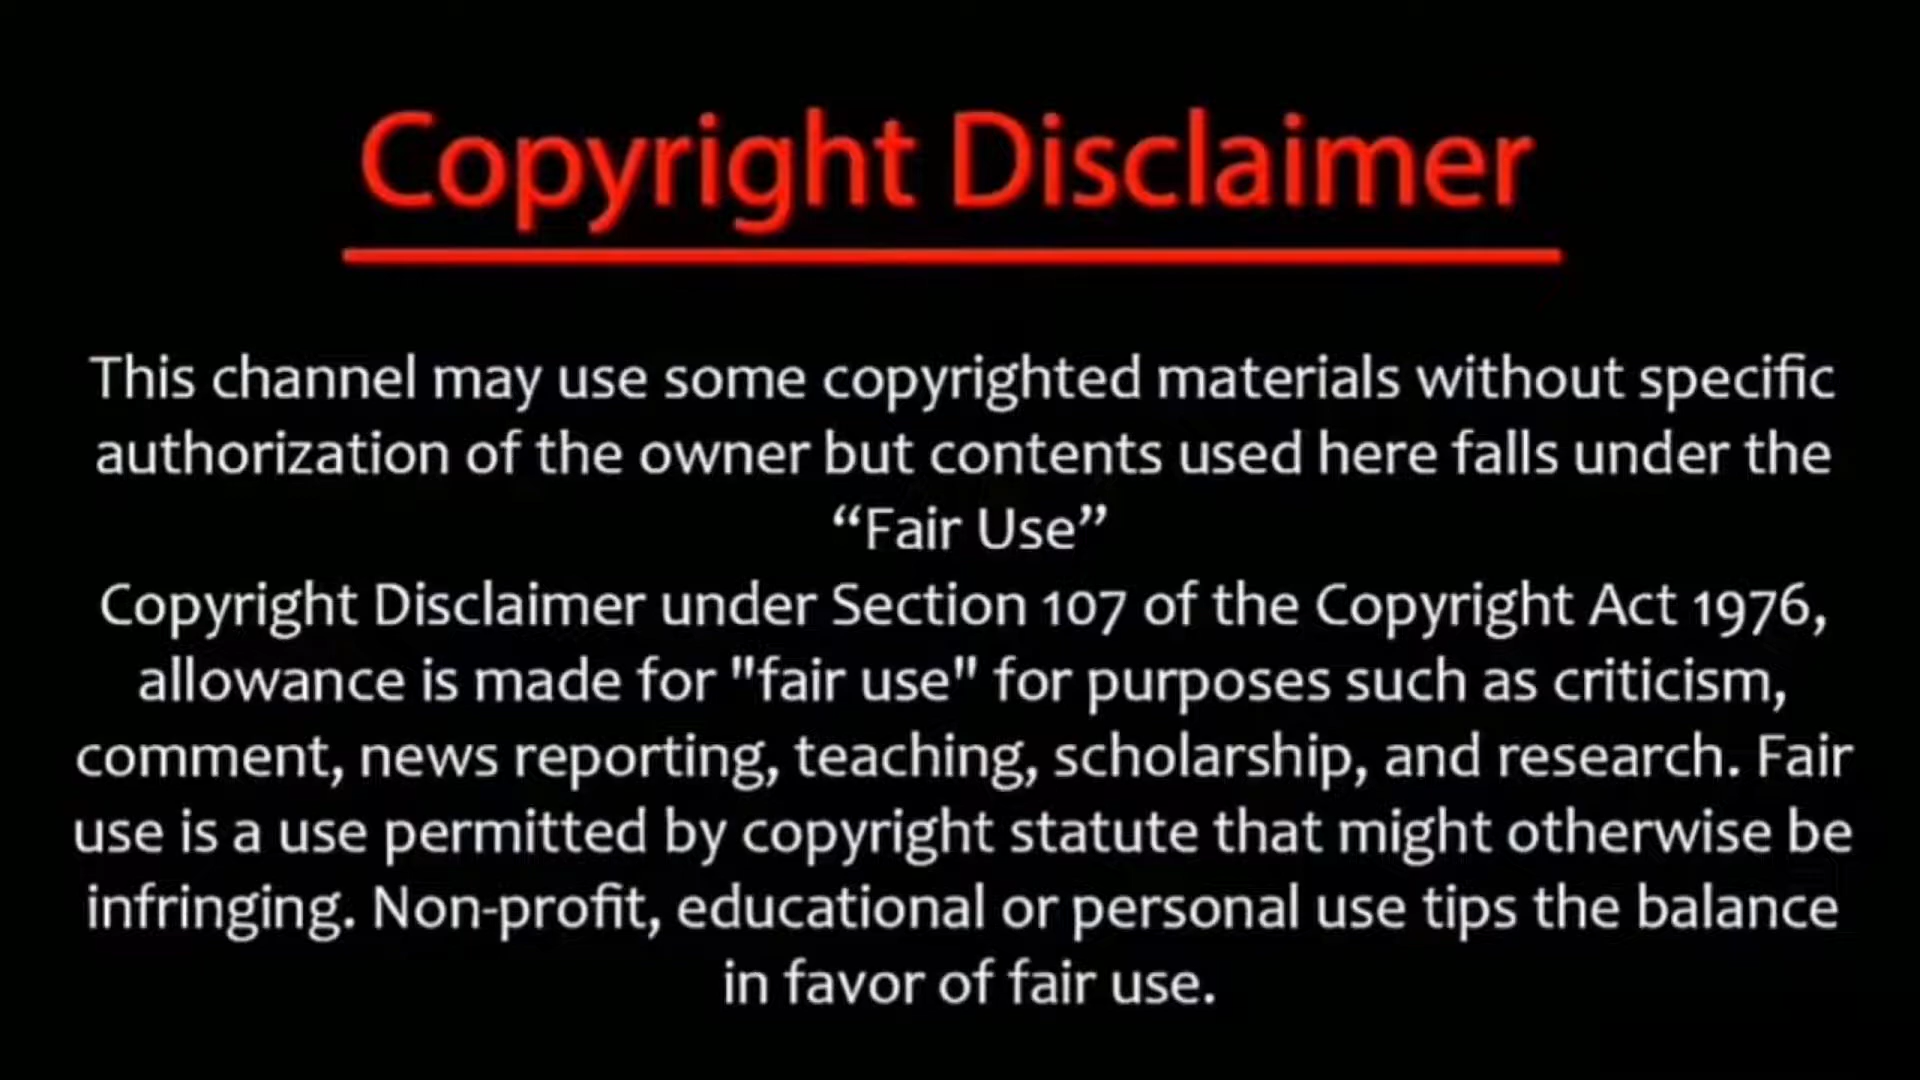 Copyright Disclaimer
This channel may use some copyrighted materials without specific
authorization of the owner but contents used here falls under the
“Fair Use”
Copyright Disclaimer under Section 107 of the Copyright Act 1976,
allowance is made for "fair use" for purposes such as criticism,
comment, news reporting, teaching, scholarship, and research. Fair
use is a use permitted by copyright statute that might otherwise be
infringing. Non-profit, educational or personal use tips the balance
in favor of fair use.